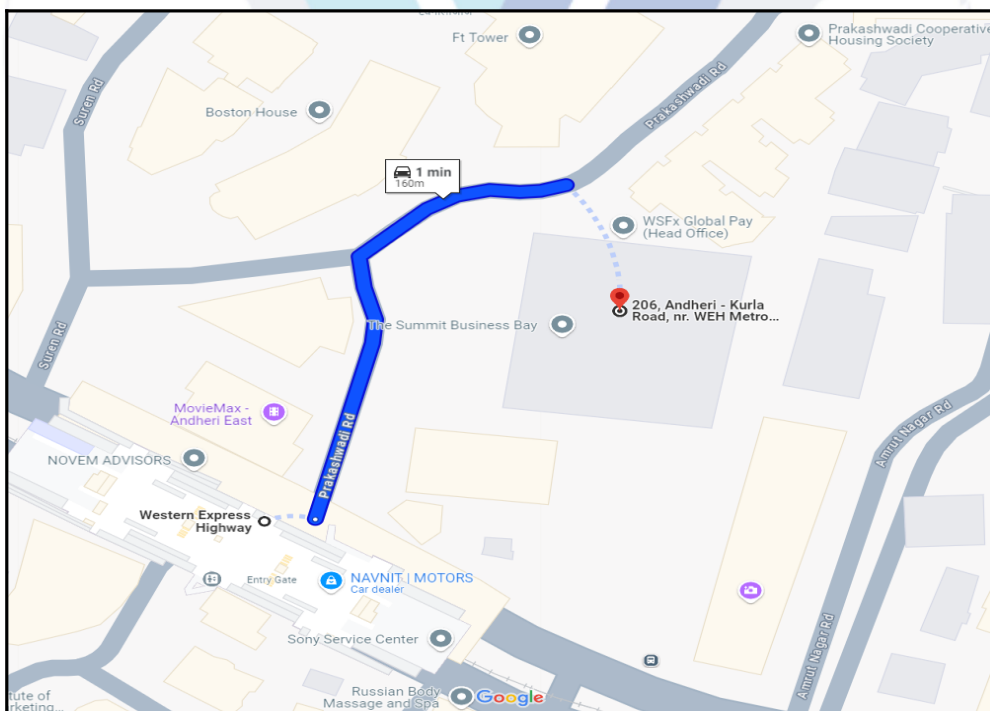 Ft Tower
Prakashwadi Cooperative
Housing Society
Suren Rd
Boston House
Prakashwadi Rd
1 min
160m
WSFx Global Pay
(Head Office)
206, Andheri - Kurla
Road, nr. WEH Metro...
The Summit Business Bay
Suren Rd
MovieMax -
Andheri East
Prakashwadi Rd
Amrut Nagar Rd
NOVEM ADVISORS
Western Express
Highway
Entry Gate
NAVNIT | MOTORS
Car dealer
Sony Service Center
Amrut Nagar Rd
tute of
rketing...
Russian Body
Massage and Spa
Google